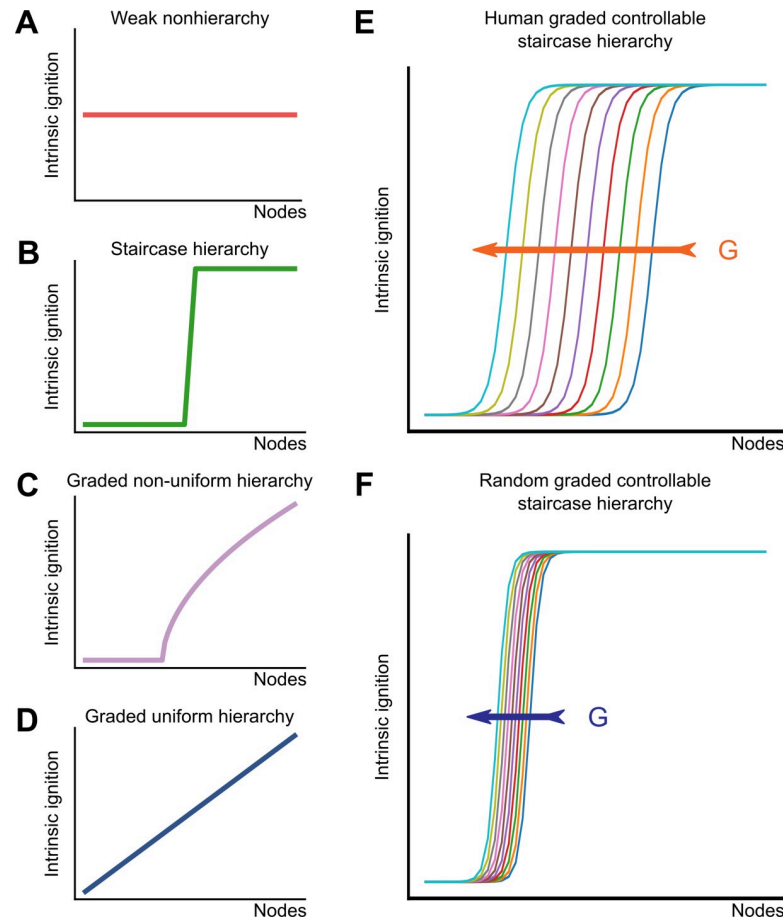 A
Weak nonhierarchy
Intrinsic ignition
Nodes
B
Staircase hierarchy
Intrinsic ignition
Nodes
C
Graded non-uniform hierarchy
Intrinsic ignition
Nodes
D
Graded uniform hierarchy
Intrinsic ignition
Nodes
E
Human graded controllable
staircase hierarchy
Intrinsic ignition
G
Nodes
F
Random graded controllable
staircase hierarchy
Intrinsic ignition
G
Nodes